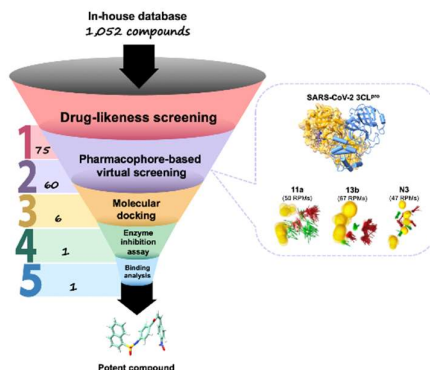 In-house database
1,052 compounds
Drug-likeness screening
SARS-CoV-2 3CLpro
1
75
Pharmacophore-based
virtual screening
2
60
11a
(50 RPMs)
13b
(67 RPMs)
N3
(47 RPMs)
3
6
Molecular
docking
4
1
Enzyme
inhibition
assay
5
1
Binding
analysis
Potent compound